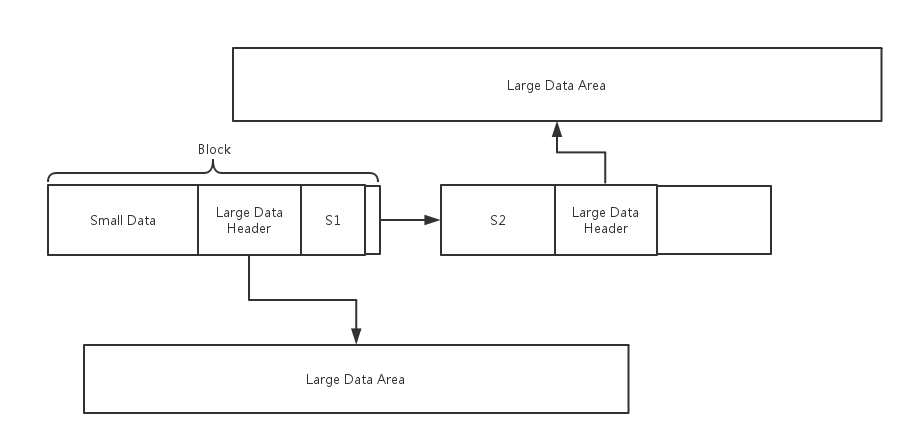 Large Data Area
Block
Small Data
Large Data
Header
S1
S2
Large Data
Header
Large Data Area